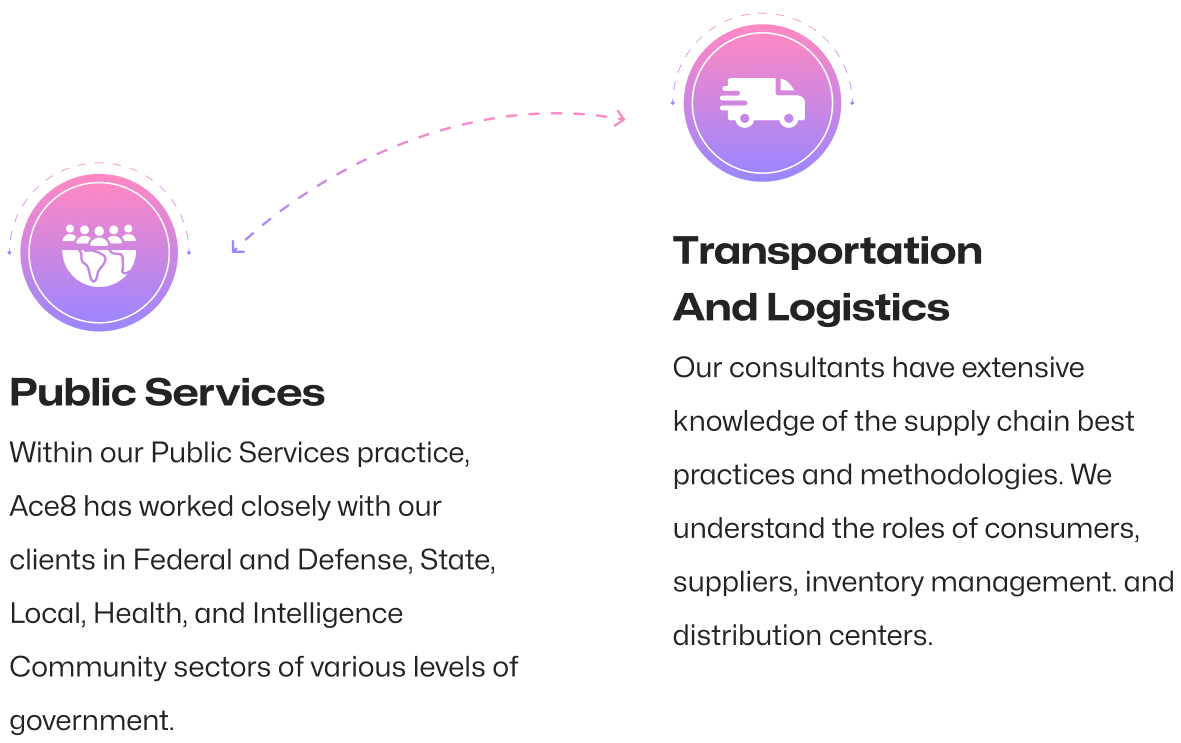 Public Services
Within our Public Services practice,
Ace8 has worked closely with our
clients in Federal and Defense, State,
Local, Health, and Intelligence
Community sectors of various levels of
government.
Transportation
And Logistics
Our consultants have extensive
knowledge of the supply chain best
practices and methodologies. We
understand the roles of consumers,
suppliers, inventory management. and
distribution centers.